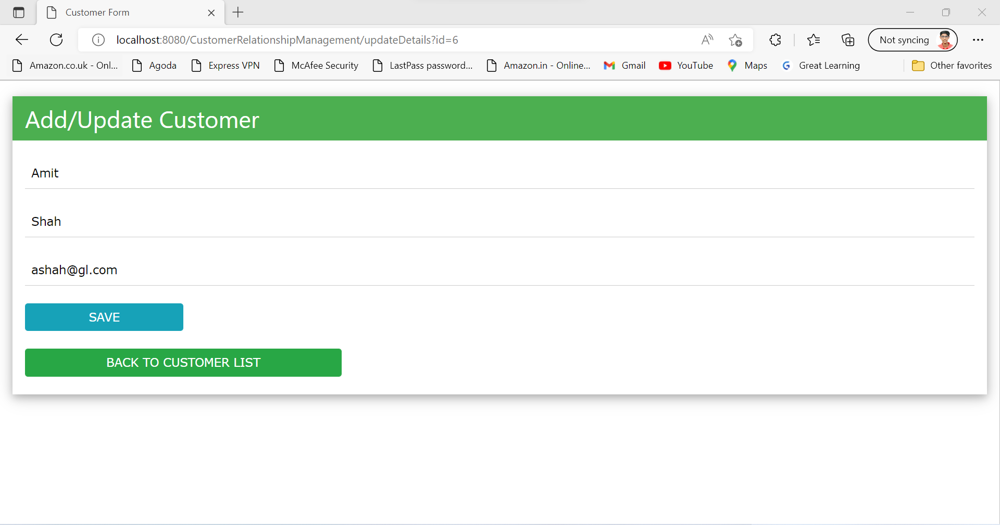 Customer Form
localhost:8080/CustomerRelationshipManagement/updateDetails?id=6
Not syncing
Amazon.co.uk - Onl... Agoda Express VPN McAfee Security LastPass password... Amazon.in - Online... Gmail YouTube Maps Great Learning Other favorites
Add/Update Customer
Amit
Shah
ashah@gl.com
SAVE
BACK TO CUSTOMER LIST